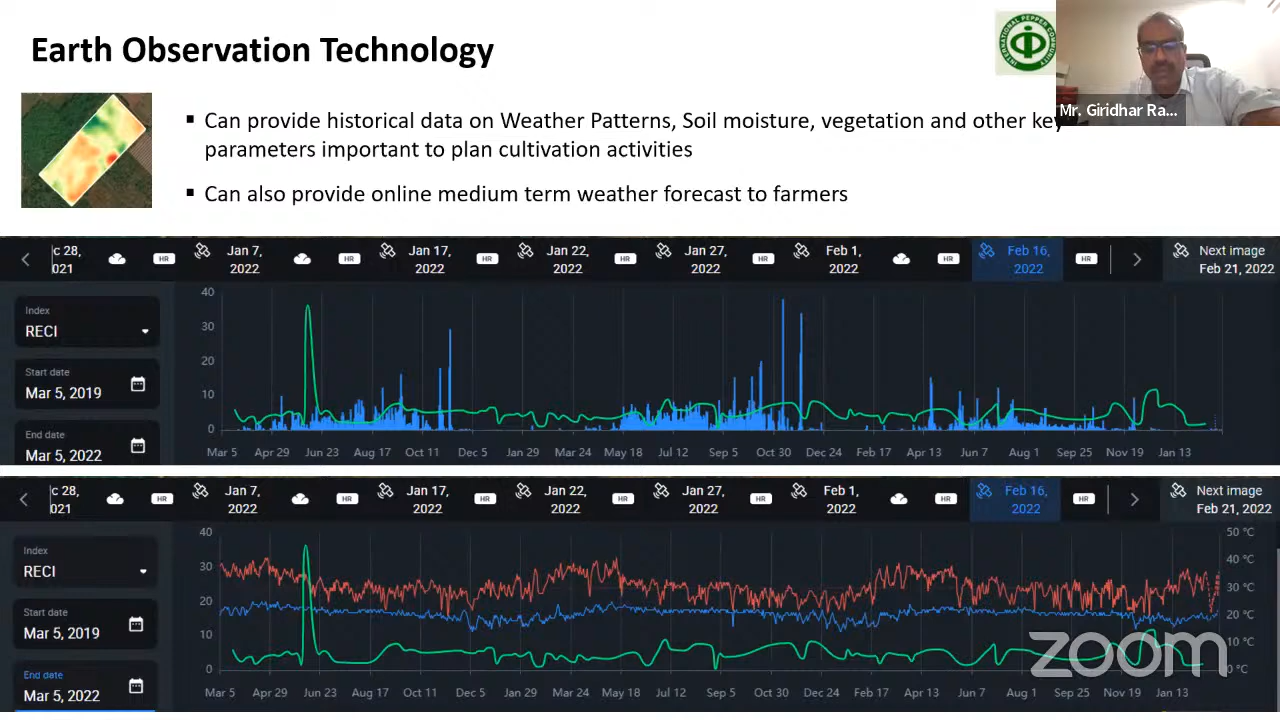 Earth Observation Technology
INTERNATIONAL PEPPER COMMUNITY
Mr. Giridhar Ra...
▪ Can provide historical data on Weather Patterns, Soil moisture, vegetation and other key
parameters important to plan cultivation activities
▪ Can also provide online medium term weather forecast to farmers
c 28, Jan 7, Jan 17, Jan 22, Jan 27, Feb 1, Feb 16, Next image
021 HR 2022 HR 2022 HR 2022 HR 2022 HR 2022 HR 2022 HR Feb 21, 2022
Index
RECI
Start date
Mar 5, 2019
End date
Mar 5, 2022
40
30
20
10
0
Mar 5 Apr 29 Jun 23 Aug 17 Oct 11 Dec 5 Jan 29 Mar 24 May 18 Jul 12 Sep 5 Oct 30 Dec 24 Feb 17 Apr 13 Jun 7 Aug 1 Sep 25 Nov 19 Jan 13
c 28, Jan 7, Jan 17, Jan 22, Jan 27, Feb 1, Feb 16, Next image
021 HR 2022 HR 2022 HR 2022 HR 2022 HR 2022 HR 2022 HR Feb 21, 2022
Index
RECI
Start date
Mar 5, 2019
End date
Mar 5, 2022
40 50 °C
30 40 °C
20 30 °C
10 20 °C
0 10 °C
0 °C
zoom
Mar 5 Apr 29 Jun 23 Aug 17 Oct 11 Dec 5 Jan 29 Mar 24 May 18 Jul 12 Sep 5 Oct 30 Dec 24 Feb 17 Apr 13 Jun 7 Aug 1 Sep 25 Nov 19 Jan 13